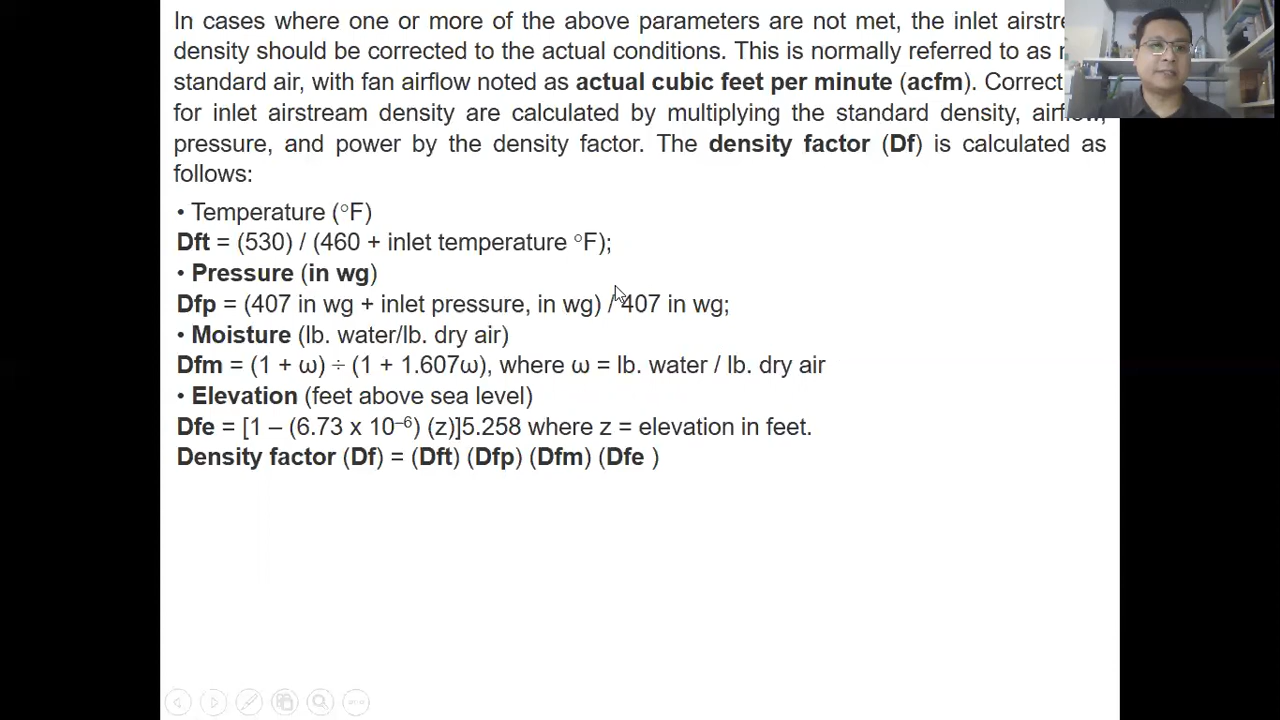 In cases where one or more of the above parameters are not met, the inlet
density should be corrected to the actual conditions. This is normally referred to as
standard air, with fan airflow noted as actual cubic feet per minute (acfm).
for inlet airstream density are calculated by multiplying the standard density,
pressure, and power by the density factor. The density factor (Df) is calculated as
follows:
• Temperature (°F)
Dft = (530) / (460 + inlet temperature °F);
• Pressure (in wg)
Dfp = (407 in wg + inlet pressure, in wg) / 407 in wg;
• Moisture (lb. water/lb. dry air)
Dfm = (1 + ω) ÷ (1 + 1.607ω), where ω = lb. water / lb. dry air
• Elevation (feet above sea level)
Dfe = [1 – (6.73 x 10⁻⁶) (z)]5.258 where z = elevation in feet.
Density factor (Df) = (Dft) (Dfp) (Dfm) (Dfe )